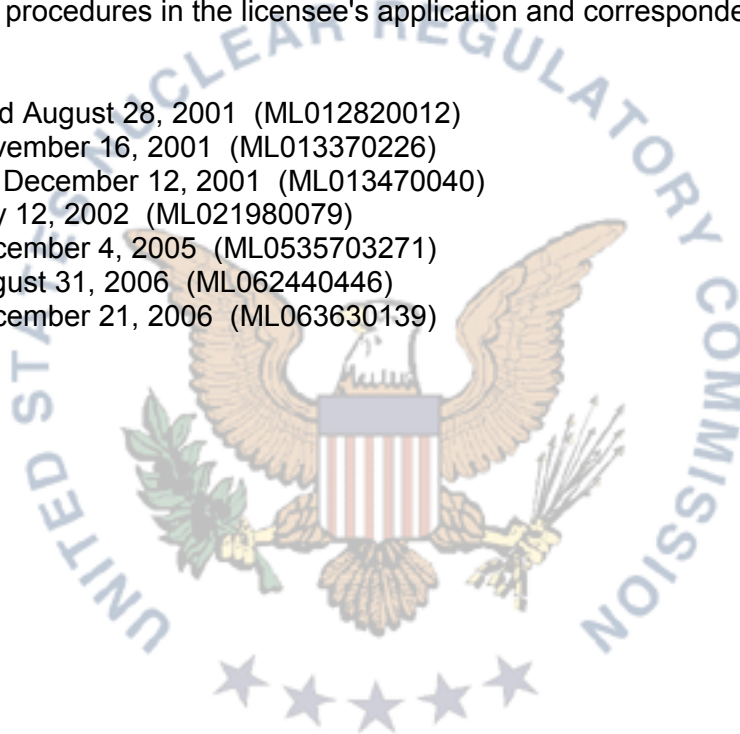 procedures in the licensee's application and corresponde
d August 28, 2001 (ML012820012)
vember 16, 2001 (ML013370226)
December 12, 2001 (ML013470040)
y 12, 2002 (ML021980079)
cember 4, 2005 (ML0535703271)
gust 31, 2006 (ML062440446)
cember 21, 2006 (ML063630139)
UNITED STATES NUCLEAR REGULATORY COMMISSION